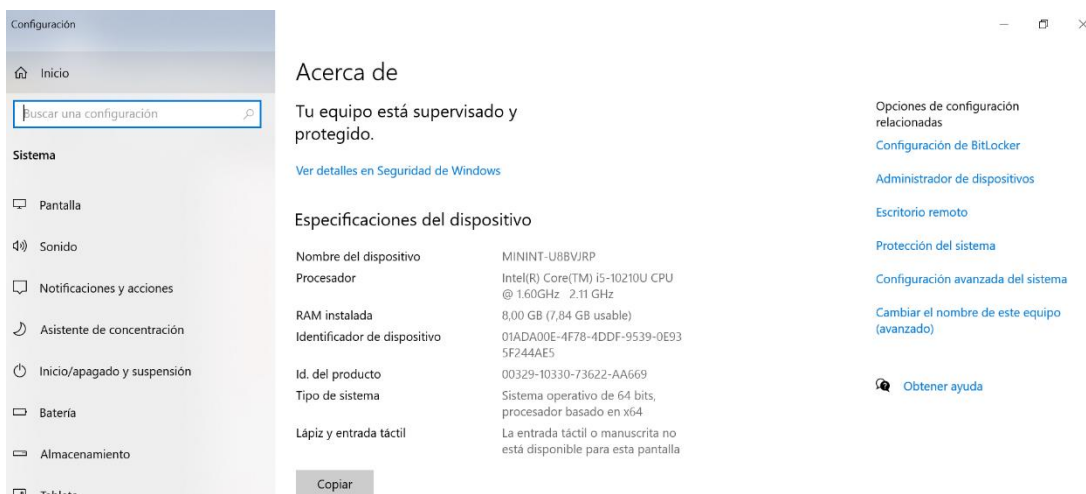 Configuración
Inicio
Buscar una configuración
Sistema
Pantalla
Sonido
Notificaciones y acciones
Asistente de concentración
Inicio/apagado y suspensión
Batería
Almacenamiento
Acerca de
Tu equipo está supervisado y
protegido.
Ver detalles en Seguridad de Windows
Especificaciones del dispositivo
Nombre del dispositivo MININT-U8BVJRP
Procesador Intel(R) Core(TM) i5-10210U CPU
@ 1.60GHz 2.11 GHz
RAM instalada 8,00 GB (7,84 GB usable)
Identificador de dispositivo 01ADA00E-4F78-4DDF-9539-0E93
5F244AE5
Id. del producto 00329-10330-73622-AA669
Tipo de sistema Sistema operativo de 64 bits,
procesador basado en x64
Lápiz y entrada táctil La entrada táctil o manuscrita no
está disponible para esta pantalla
Copiar
Opciones de configuración
relacionadas
Configuración de BitLocker
Administrador de dispositivos
Escritorio remoto
Protección del sistema
Configuración avanzada del sistema
Cambiar el nombre de este equipo
(avanzado)
Obtener ayuda